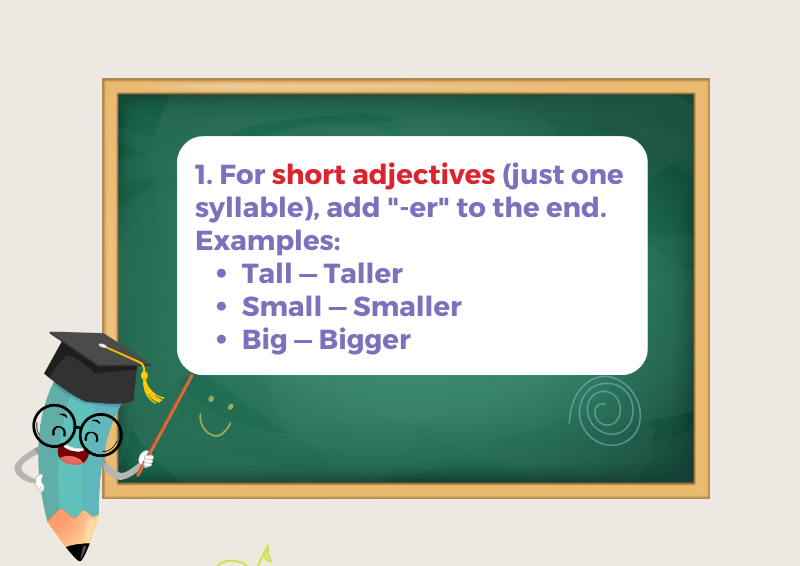 1. For short adjectives (just one
syllable), add "-er" to the end.
Examples:
• Tall — Taller
• Small — Smaller
• Big — Bigger